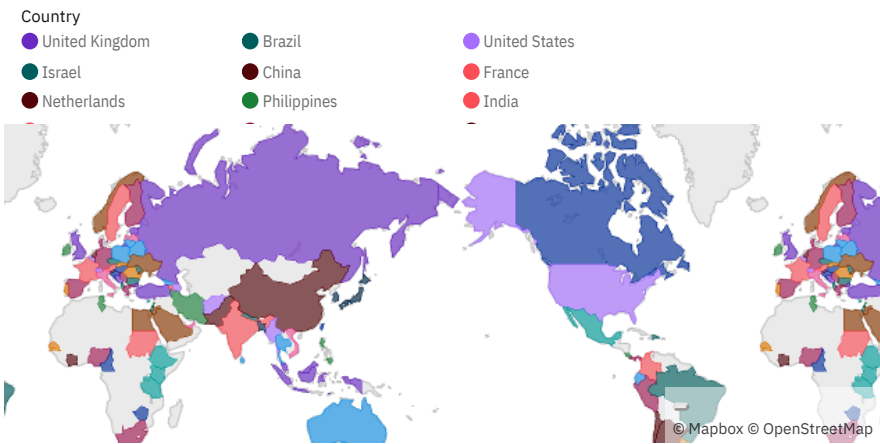 Country
United Kingdom Brazil United States
Israel China France
Netherlands Philippines India
© Mapbox © OpenStreetMap